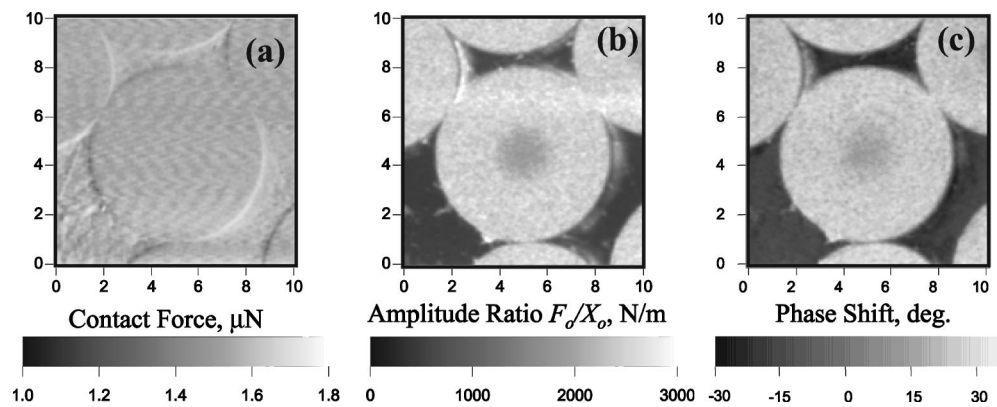 10
8
6
4
2
0
(a)
0 2 4 6 8 10
Contact Force, μN
1.0 1.2 1.4 1.6 1.8
10
8
6
4
2
0
(b)
0 2 4 6 8 10
Amplitude Ratio Fo/Xo, N/m
0 1000 2000 3000
10
8
6
4
2
0
(c)
0 2 4 6 8 10
Phase Shift, deg.
-30 -15 0 15 30